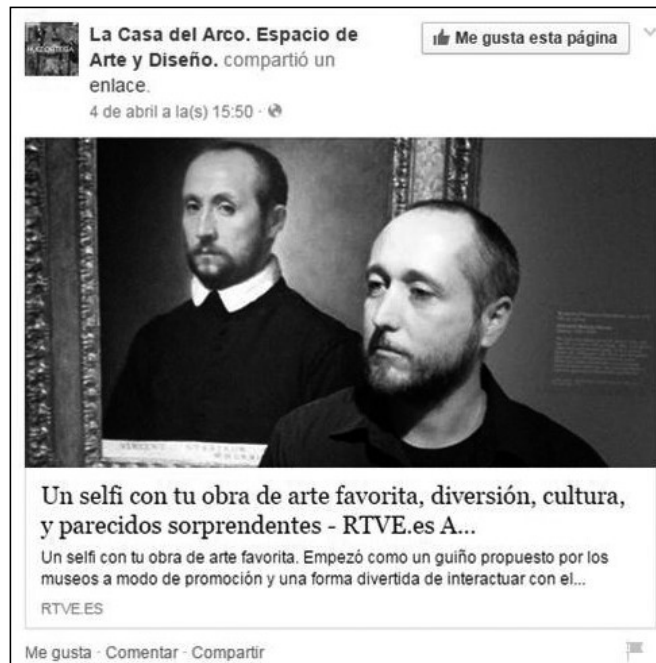 La Casa del Arco. Espacio de
Arte y Diseño. compartió un
enlace.
4 de abril a la(s) 15:50 ·
Me gusta esta página
Un selfi con tu obra de arte favorita, diversión, cultura,
y parecidos sorprendentes - RTVE.es A...
Un selfi con tu obra de arte favorita. Empezó como un guiño propuesto por los
museos a modo de promoción y una forma divertida de interactuar con el...
RTVE.ES
Me gusta · Comentar · Compartir